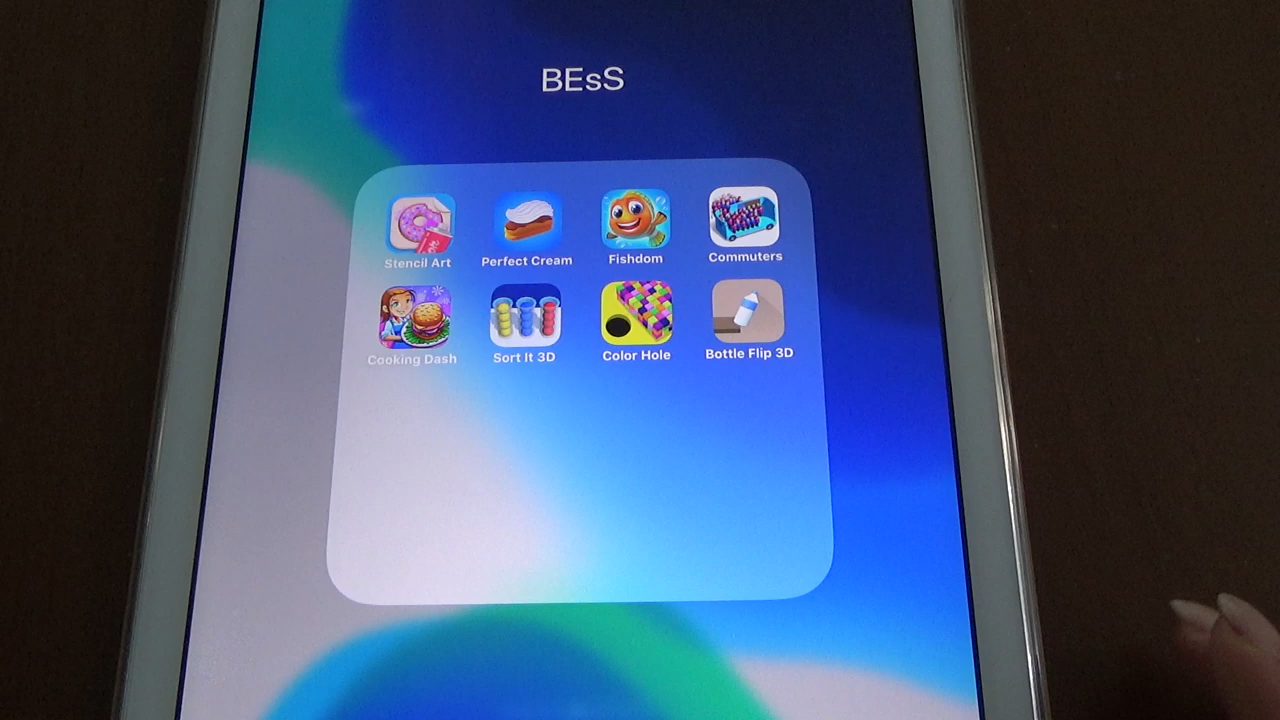 BEsS
Stencil Art
Perfect Cream
Fishdom
Commuters
Cooking Dash
Sort It 3D
Color Hole
Bottle Flip 3D